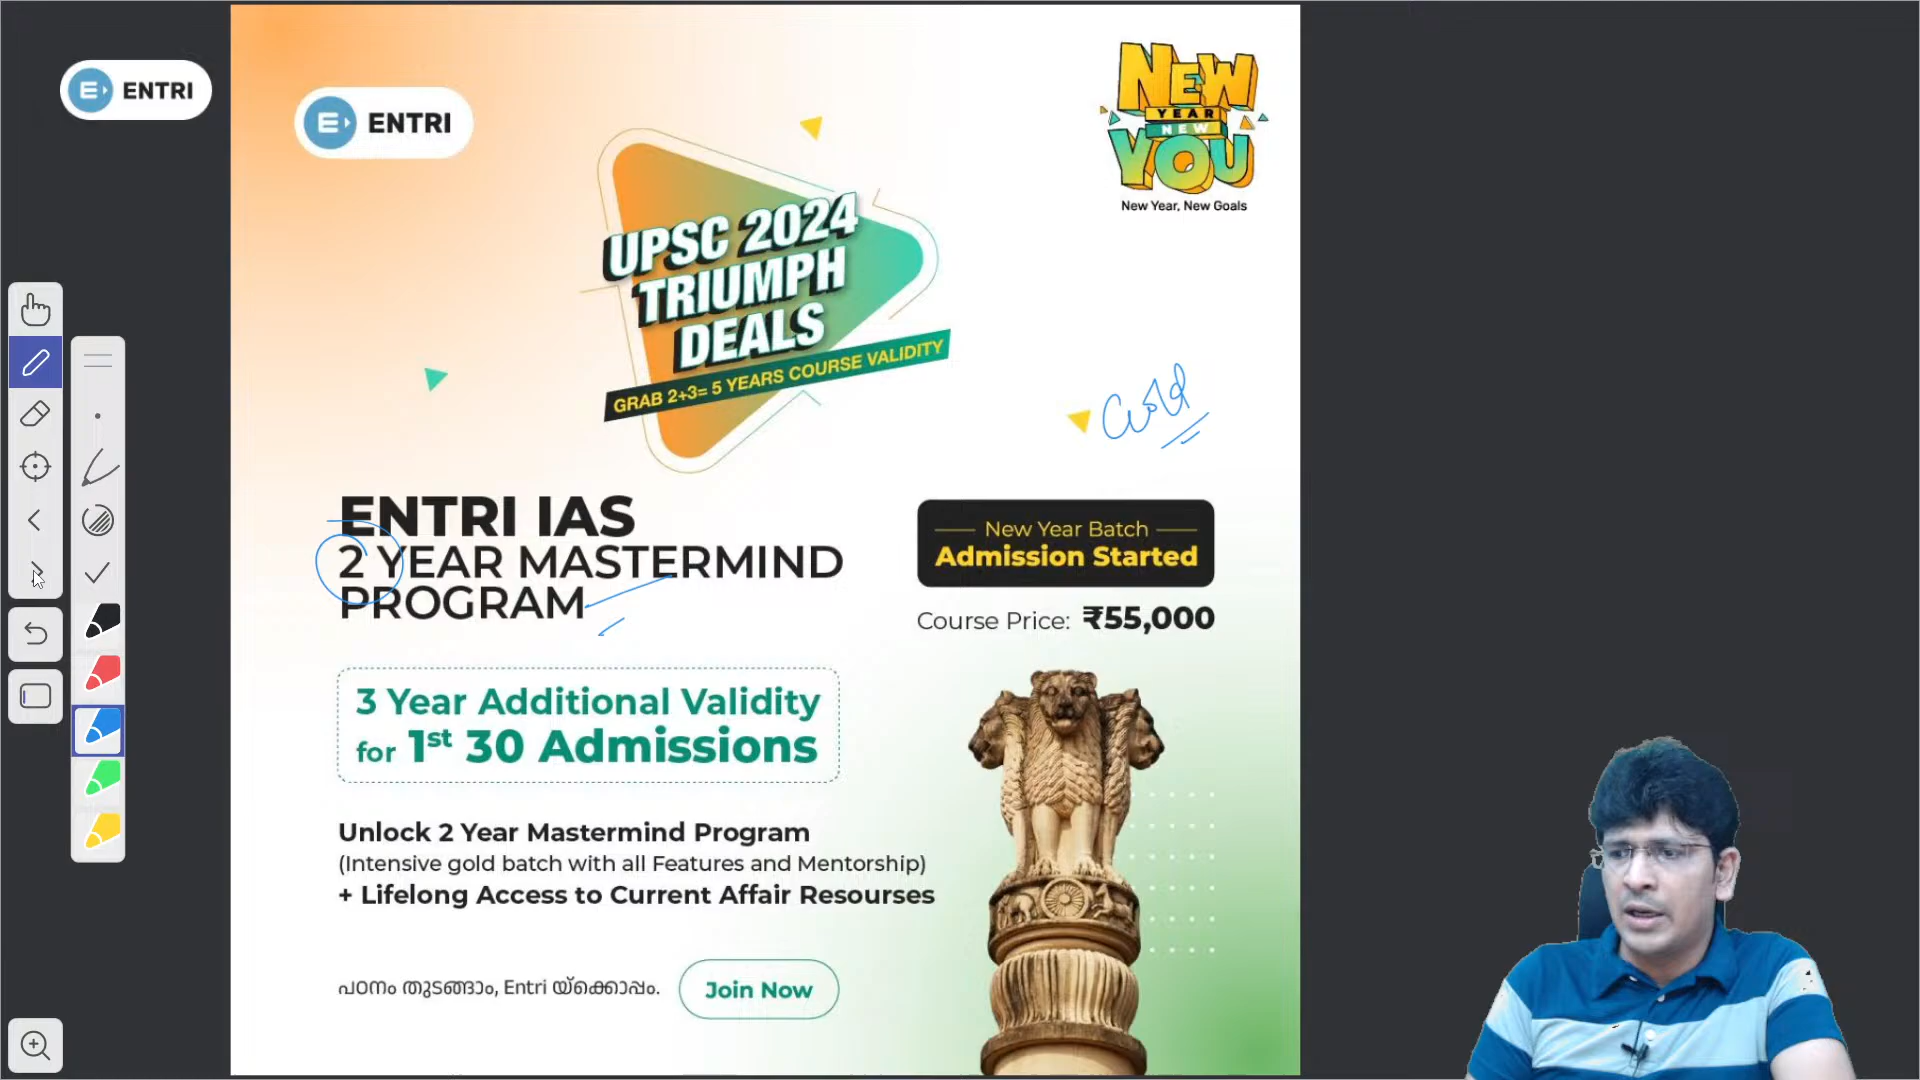 ENTRI
ENTRI
NEW
YEAR
NEW
YOU
New Year, New Goals
UPSC 2024
TRIUMPH
DEALS
GRAB 2+3= 5 YEARS COURSE VALIDITY
Gold
ENTRI IAS
2 YEAR MASTERMIND
PROGRAM
New Year Batch
Admission Started
Course Price: ₹55,000
3 Year Additional Validity
for 1st 30 Admissions
Unlock 2 Year Mastermind Program
(Intensive gold batch with all Features and Mentorship)
+ Lifelong Access to Current Affair Resourses
പഠനം തുടങ്ങാം, Entri യ്ക്കൊപ്പം.
Join Now